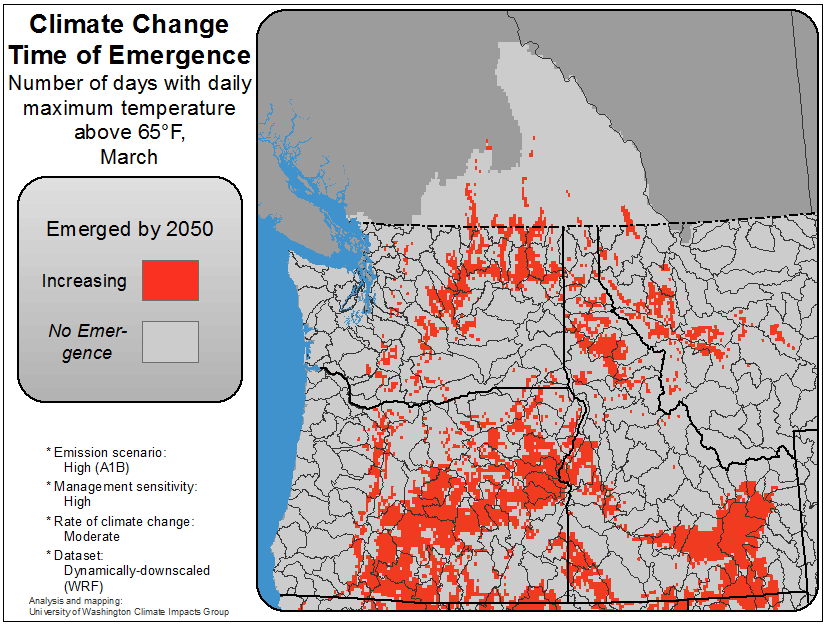 Climate Change
Time of Emergence
Number of days with daily
maximum temperature
above 65°F,
March
Emerged by 2050
Increasing
No Emer-
gence
* Emission scenario:
High (A1B)
* Management sensitivity:
High
* Rate of climate change:
Moderate
* Dataset:
Dynamically-downscaled
(WRF)
Analysis and mapping:
University of Washington Climate Impacts Group